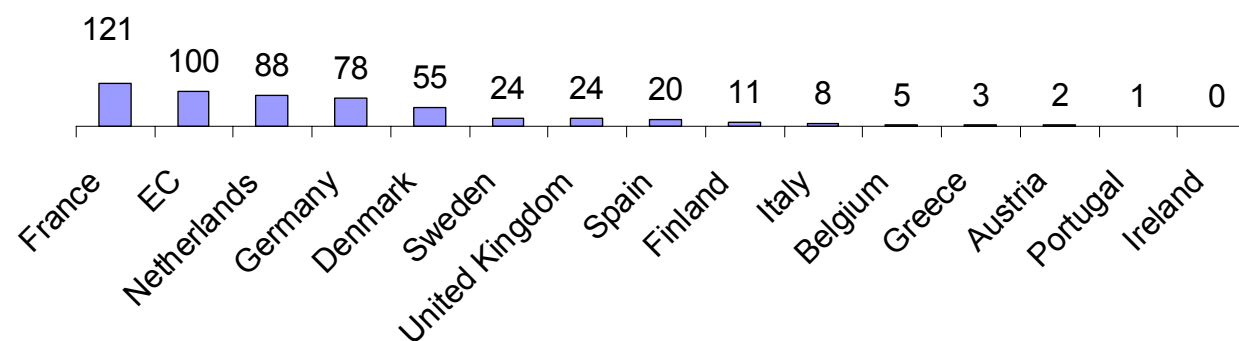 121 100 88 78 55 24 24 20 11 8 5 3 2 1 0
France
EC
Netherlands
Germany
Denmark
Sweden
United Kingdom
Spain
Finland
Italy
Belgium
Greece
Austria
Portugal
Ireland